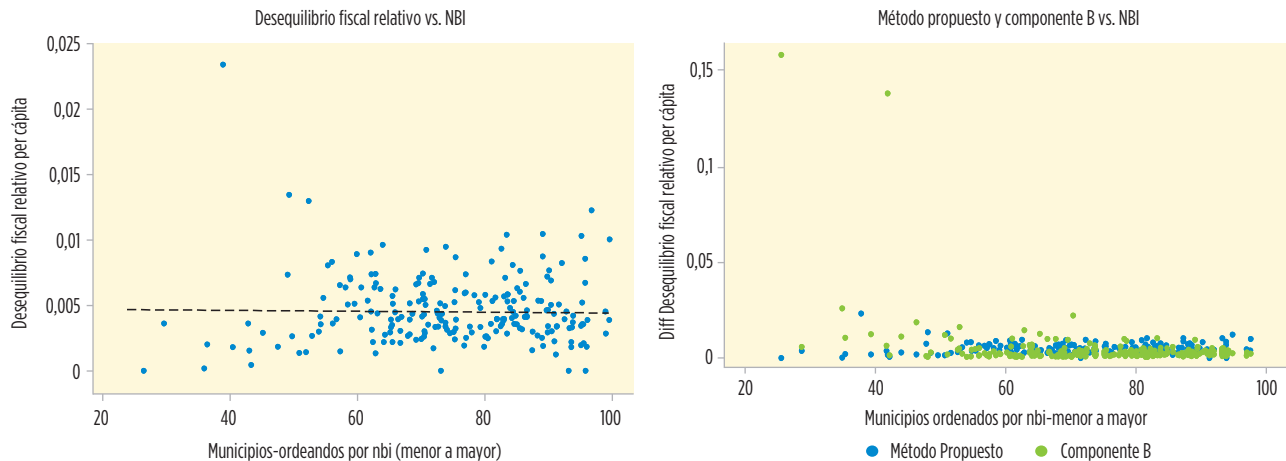 Desequilibrio fiscal relativo vs. NBI
Desequilibrio fiscal relativo per cápita
0,025
0,02
0,015
0,01
0,005
0
20
40
60
80
100
Municipios-ordeandos por nbi (menor a mayor)
Método propuesto y componente B vs. NBI
Diff Desequilibrio fiscal relativo per cápita
0,15
0,1
0,05
0
20
40
60
80
100
Municipios ordenados por nbi-menor a mayor
Método Propuesto
Componente B